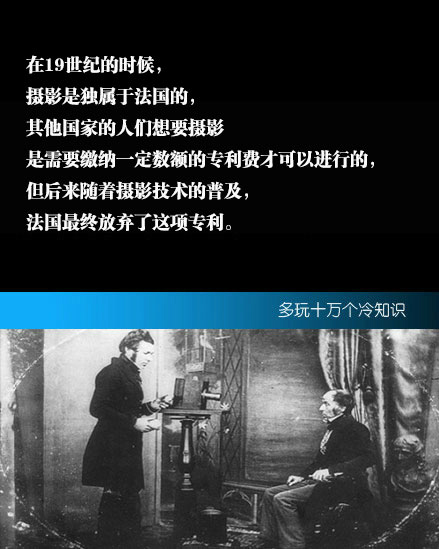 在19世纪的时候，
摄影是独属于法国的，
其他国家的人们想要摄影
是需要缴纳一定数额的专利费才可以进行的，
但后来随着摄影技术的普及，
法国最终放弃了这项专利。
多玩十万个冷知识